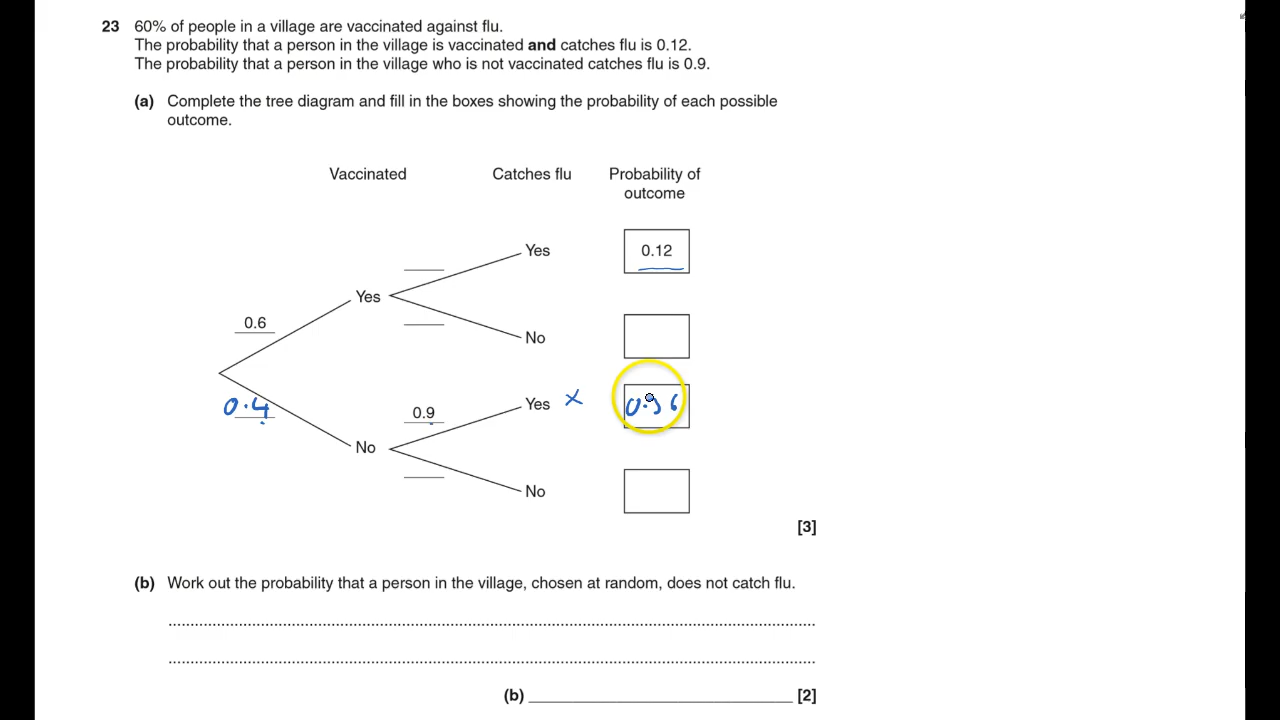 23 60% of people in a village are vaccinated against flu.
The probability that a person in the village is vaccinated and catches flu is 0.12.
The probability that a person in the village who is not vaccinated catches flu is 0.9.
(a) Complete the tree diagram and fill in the boxes showing the probability of each possible
outcome.
Vaccinated Catches flu Probability of
outcome
Yes 0.12
Yes
0.6
No
0.4
0.9 Yes × 0.36
No
No
[3]
(b) Work out the probability that a person in the village, chosen at random, does not catch flu.
(b) [2]